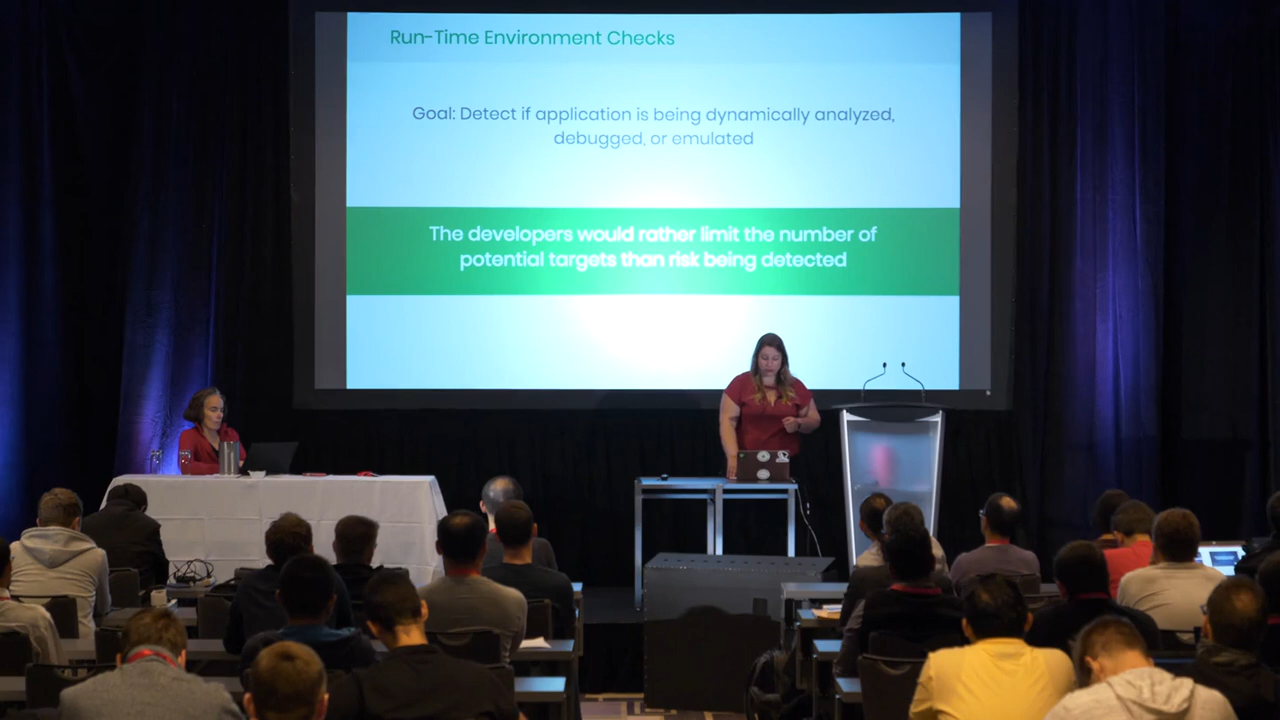 Run-Time Environment Checks
Goal: Detect if application is being dynamically analyzed,
debugged, or emulated
The developers would rather limit the number of
potential targets than risk being detected